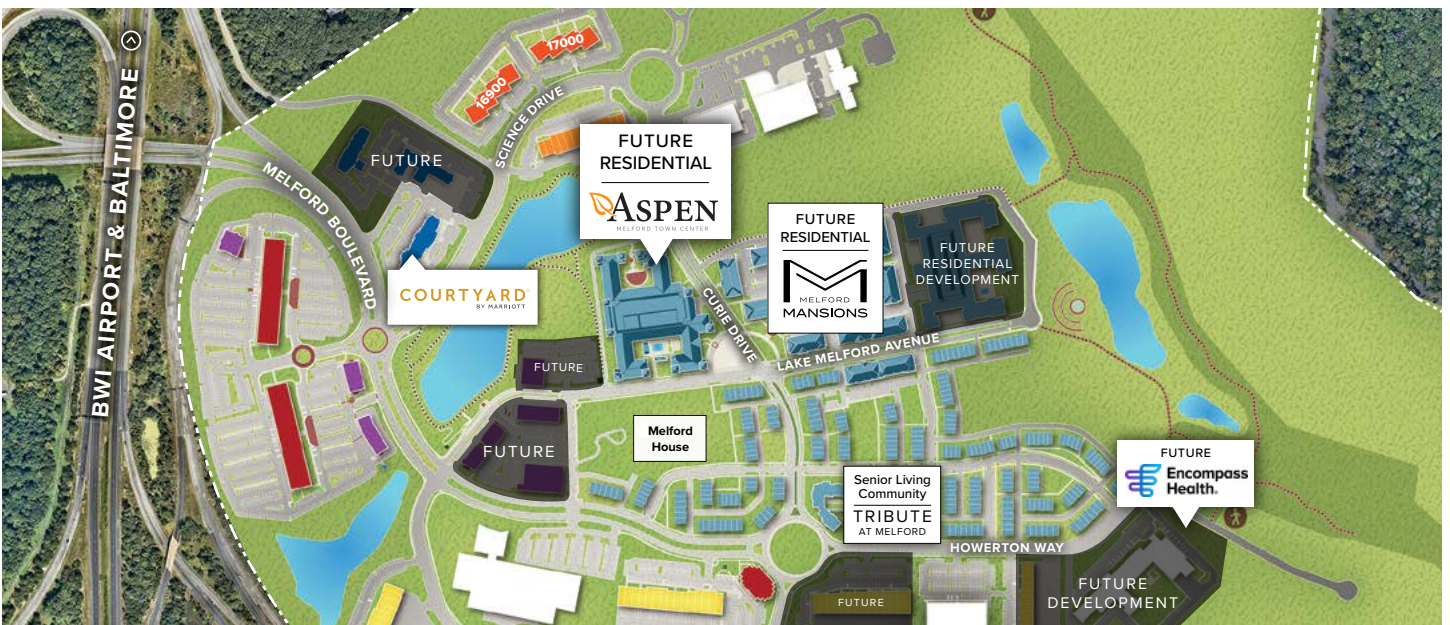 17000
16900
SCIENCE DRIVE
BWI AIRPORT & BALTIMORE
MELFORD BOULEVARD
FUTURE
FUTURE
RESIDENTIAL
ASPEN
MELFORD TOWN CENTER
COURTYARD
BY MARRIOTT
FUTURE
RESIDENTIAL
M
MELFORD
MANSIONS
FUTURE
RESIDENTIAL
DEVELOPMENT
CURIE DRIVE
LAKE MELFORD AVENUE
FUTURE
FUTURE
Melford
House
Senior Living
Community
TRIBUTE
AT MELFORD
FUTURE
Encompass
Health.
HOWERTON WAY
FUTURE
FUTURE
DEVELOPMENT